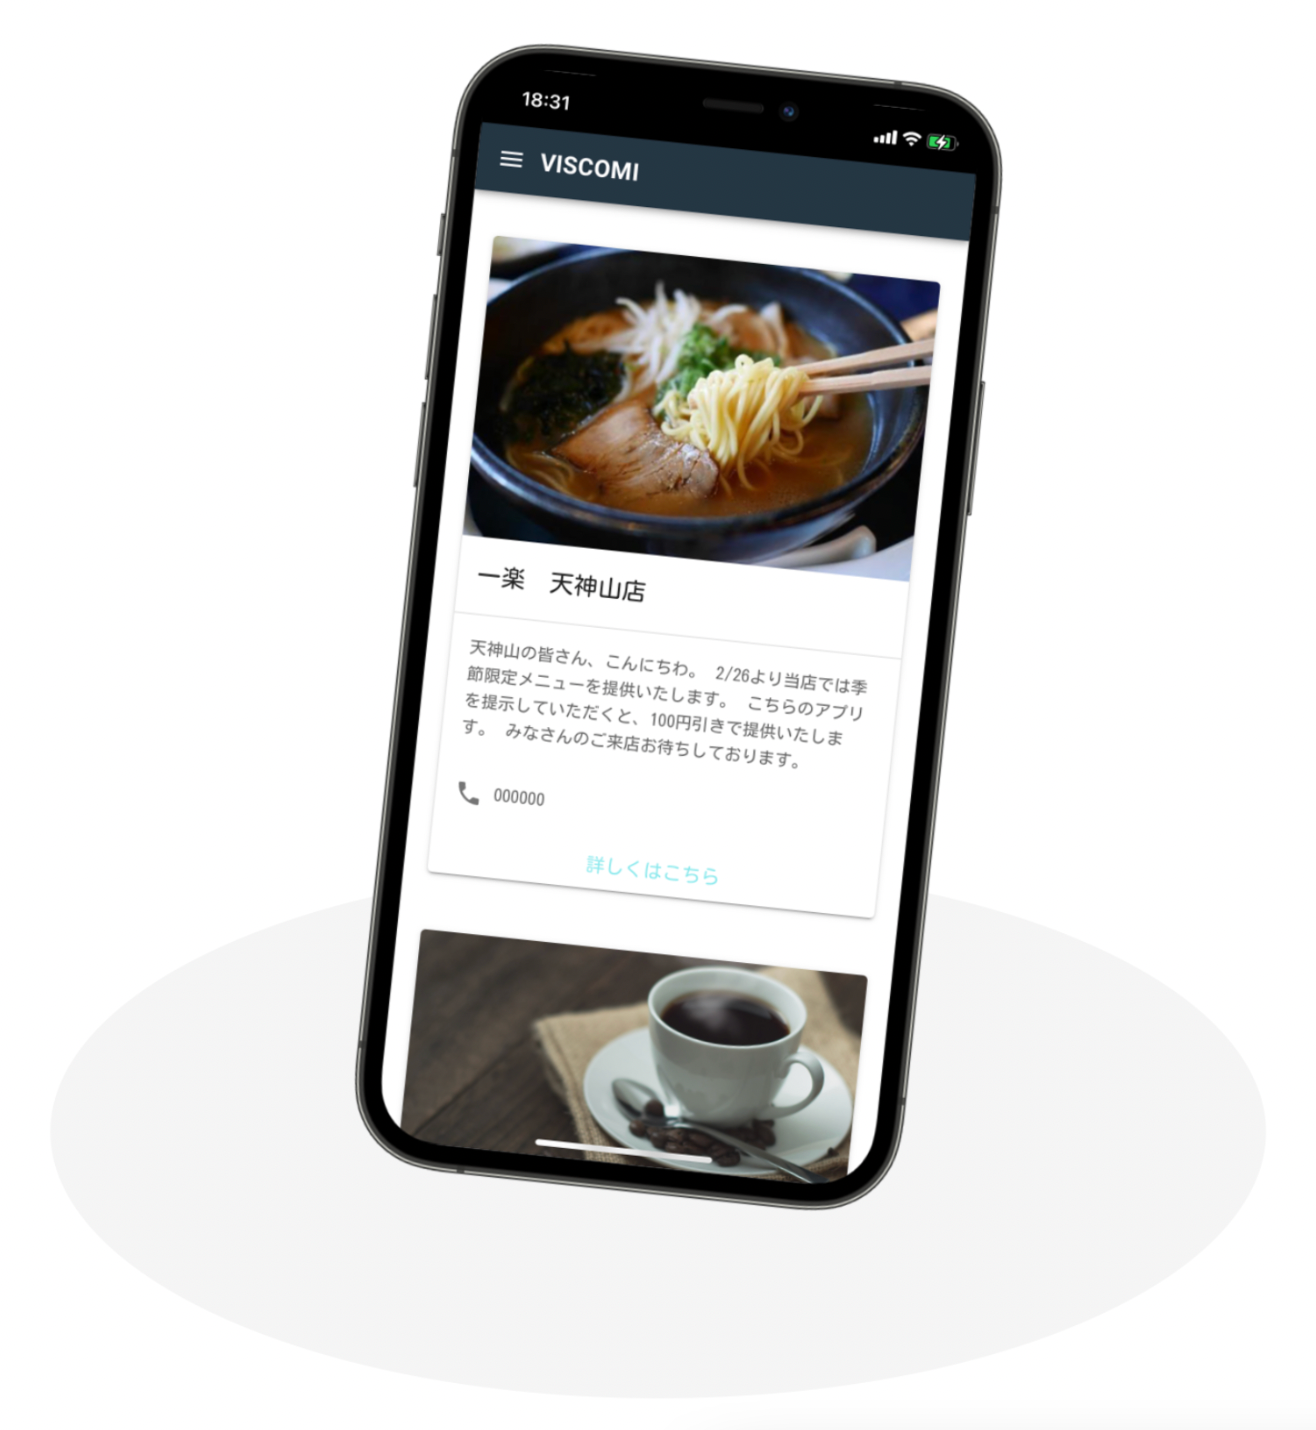 18:31
VISCOMI
一楽　天神山店
天神山の皆さん、こんにちわ。 2/26より当店では季
節限定メニューを提供いたします。 こちらのアプリ
を提示していただくと、100円引きで提供いたしま
す。 みなさんのご来店お待ちしております。
000000
詳しくはこちら